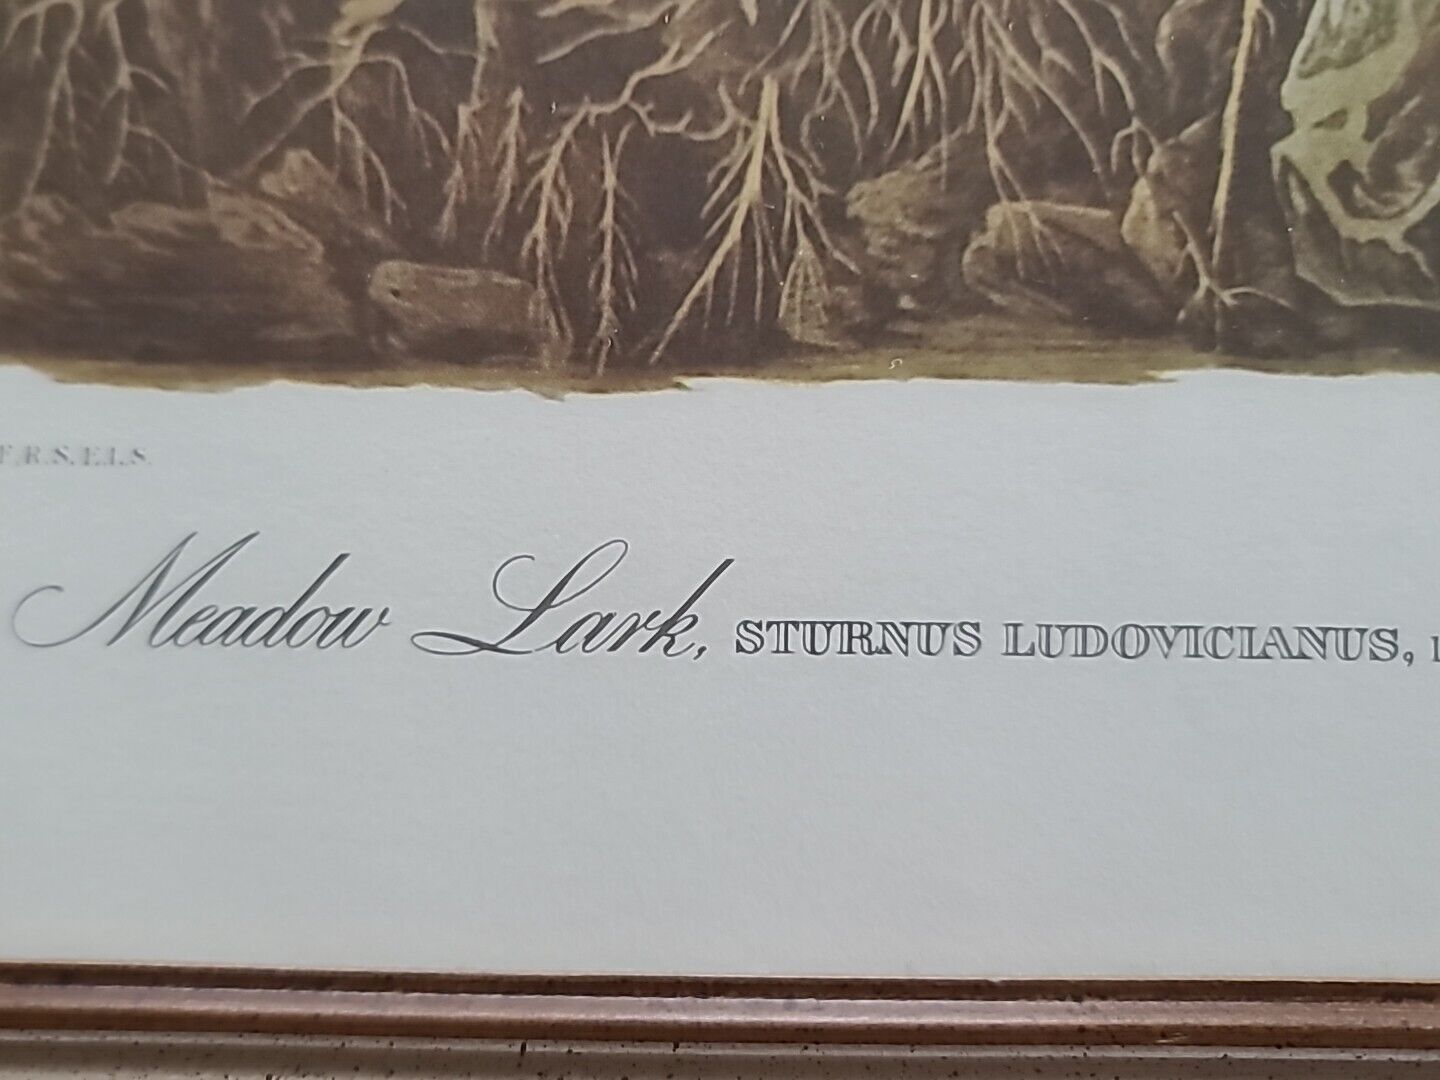 F.R.S.F.L.S.
Meadow Lark, STURNUS LUDOVICIANUS,